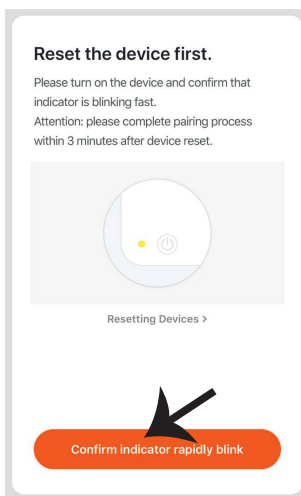 Reset the device first.
Please turn on the device and confirm that
indicator is blinking fast.
Attention: please complete pairing process
within 3 minutes after device reset.
Resetting Devices >
Confirm indicator rapidly blink